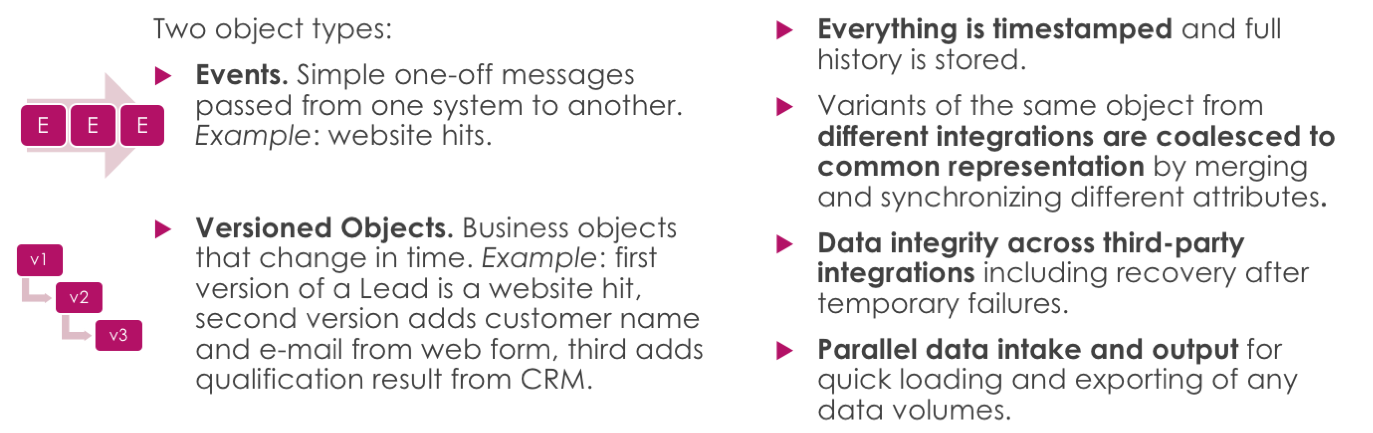 Two object types:
Events. Simple one-off messages
passed from one system to another.
Example: website hits.
E E E
Versioned Objects. Business objects
that change in time. Example: first
version of a Lead is a website hit,
second version adds customer name
and e-mail from web form, third adds
qualification result from CRM.
v1
v2
v3
Everything is timestamped and full
history is stored.
Variants of the same object from
different integrations are coalesced to
common representation by merging
and synchronizing different attributes.
Data integrity across third-party
integrations including recovery after
temporary failures.
Parallel data intake and output for
quick loading and exporting of any
data volumes.